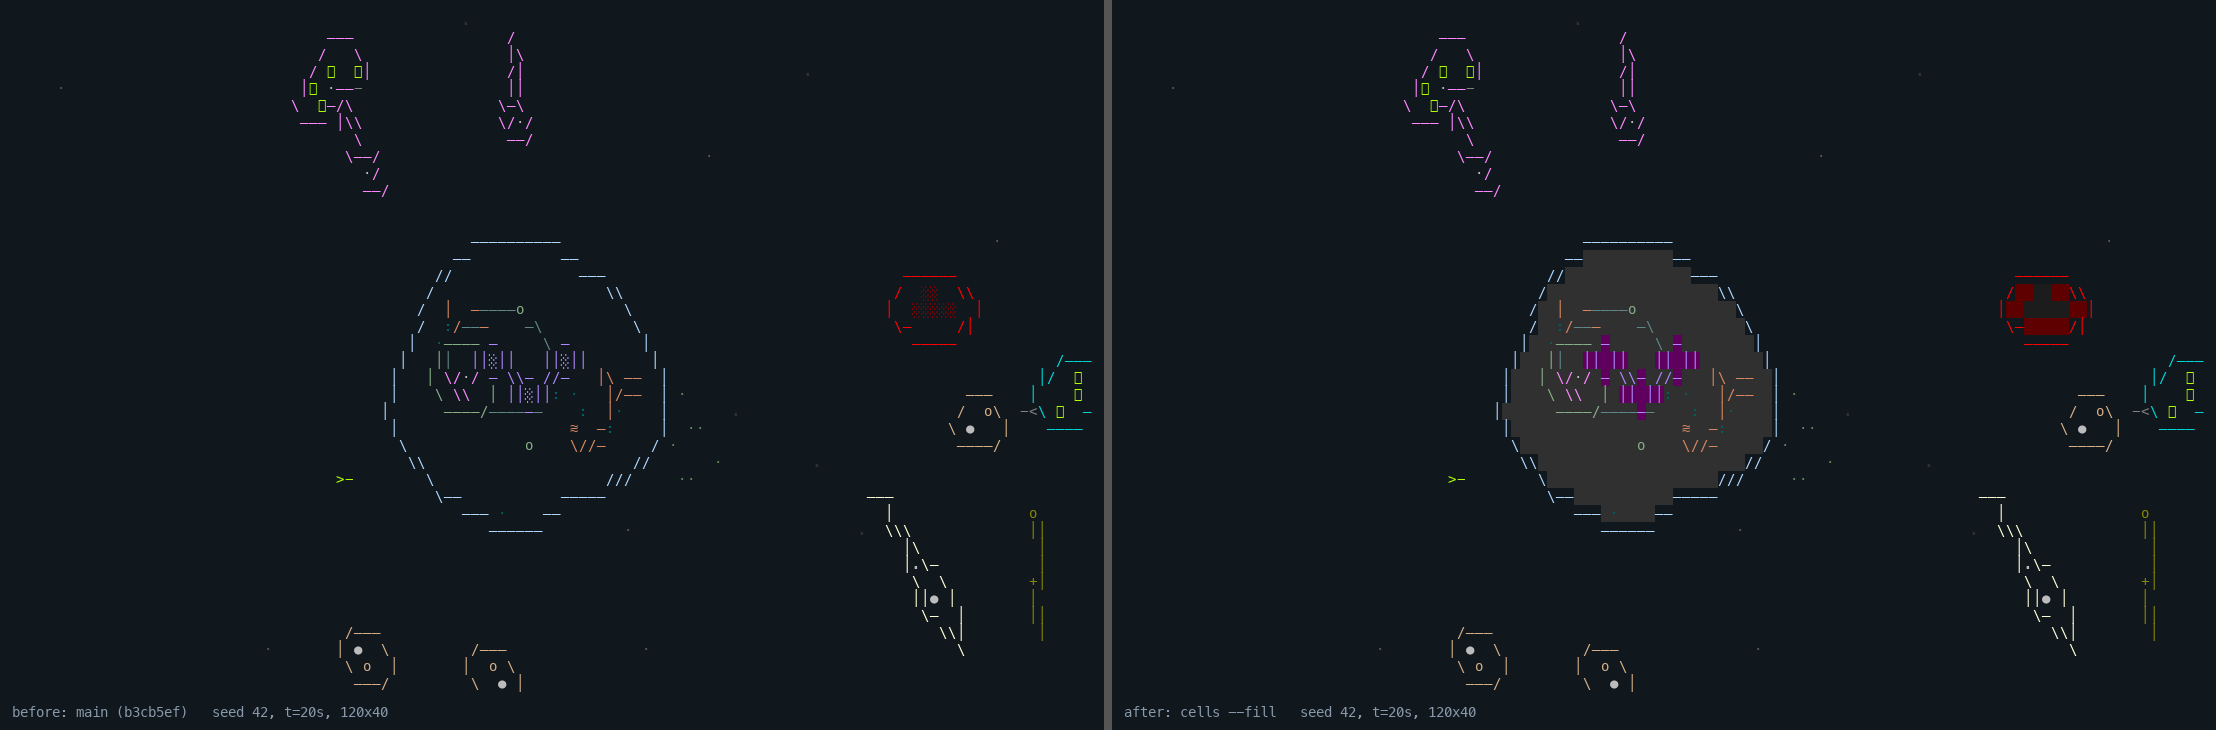 before: main (b3cb5ef)   seed 42, t=20s, 120x40
after: cells --fill   seed 42, t=20s, 120x40